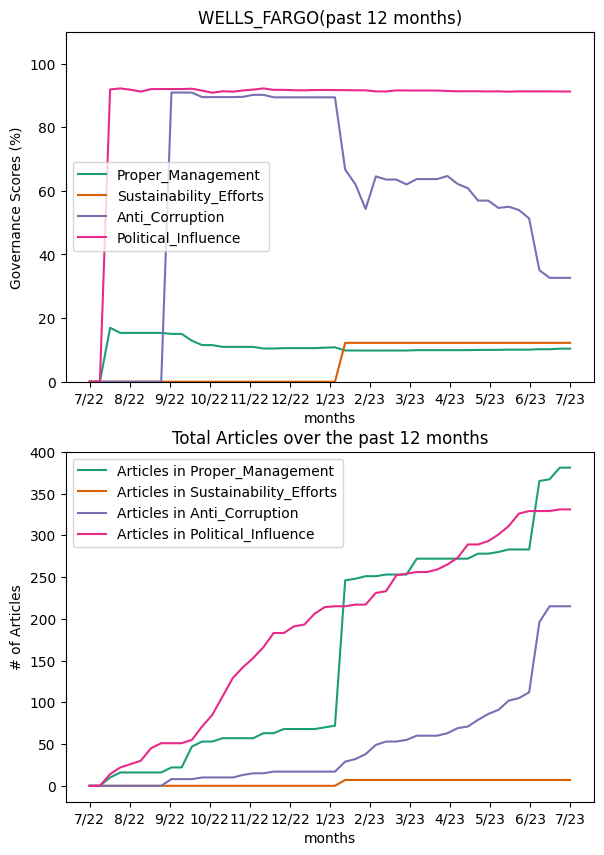 WELLS_FARGO(past 12 months)
100
80
60
40
20
0
Governance Scores (%)
Proper_Management
Sustainability_Efforts
Anti_Corruption
Political_Influence
7/22 8/22 9/22 10/22 11/22 12/22 1/23 2/23 3/23 4/23 5/23 6/23 7/23
months
Total Articles over the past 12 months
400
350
300
250
200
150
100
50
0
# of Articles
Articles in Proper_Management
Articles in Sustainability_Efforts
Articles in Anti_Corruption
Articles in Political_Influence
7/22 8/22 9/22 10/22 11/22 12/22 1/23 2/23 3/23 4/23 5/23 6/23 7/23
months